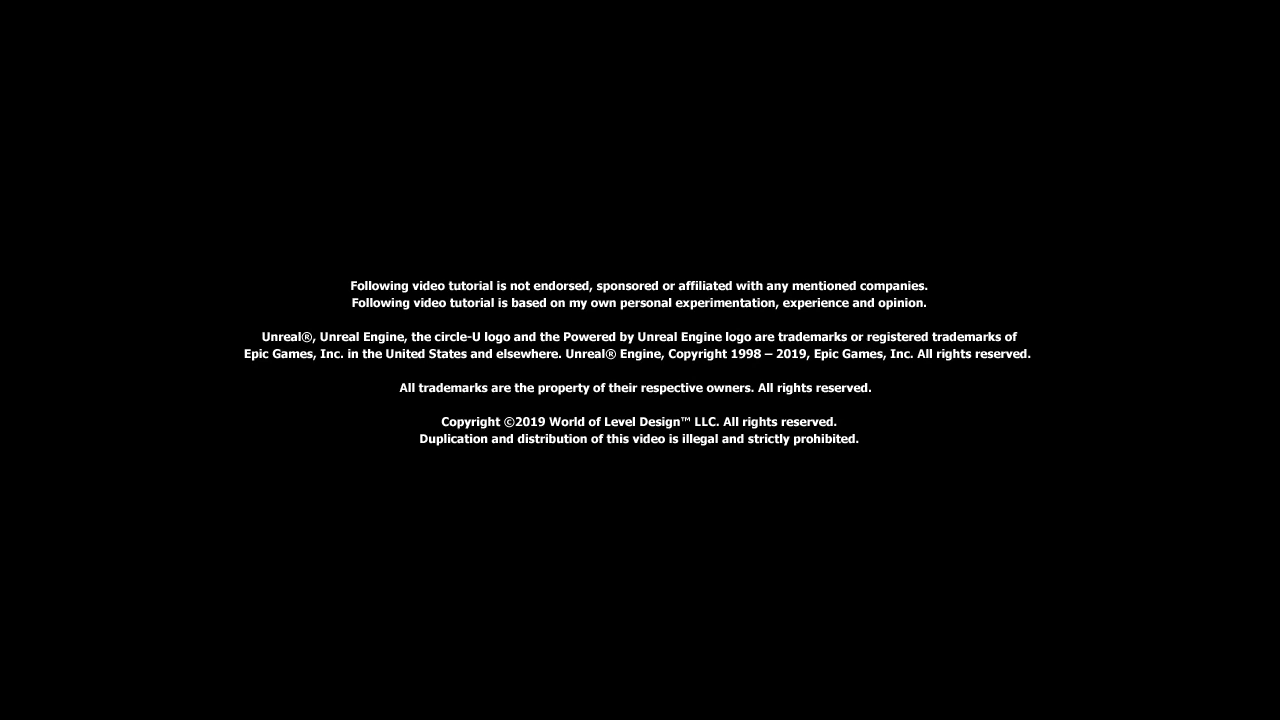 Following video tutorial is not endorsed, sponsored or affiliated with any mentioned companies.
Following video tutorial is based on my own personal experimentation, experience and opinion.
Unreal®, Unreal Engine, the circle-U logo and the Powered by Unreal Engine logo are trademarks or registered trademarks of
Epic Games, Inc. in the United States and elsewhere. Unreal® Engine, Copyright 1998 – 2019, Epic Games, Inc. All rights reserved.
All trademarks are the property of their respective owners. All rights reserved.
Copyright ©2019 World of Level Design™ LLC. All rights reserved.
Duplication and distribution of this video is illegal and strictly prohibited.